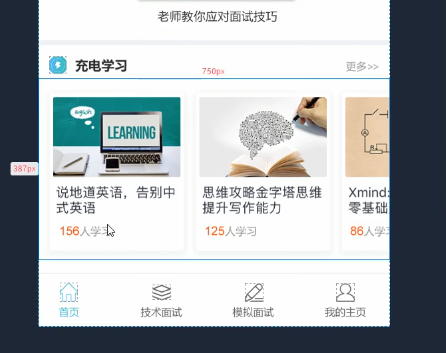 老师教你应对面试技巧
充电学习
750px
更多>>
387px
English
LEARNING
说地道英语，告别中
式英语
思维攻略金字塔思维
提升写作能力
Xmind:
零基础
156人学习
125人学习
86人学习
首页
技术面试
模拟面试
我的主页